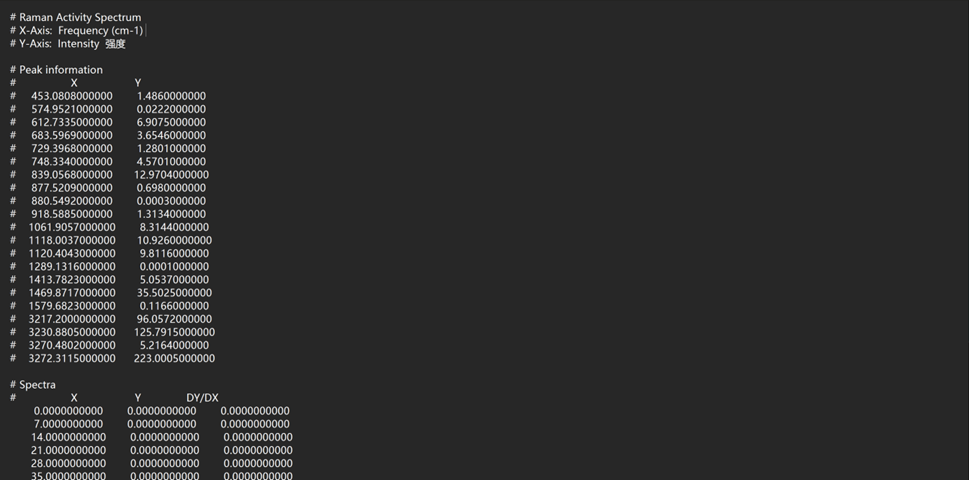 # Raman Activity Spectrum
# X-Axis: Frequency (cm-1)
# Y-Axis: Intensity 强度
# Peak information
# X Y
# 453.0808000000 1.4860000000
# 574.9521000000 0.0222000000
# 612.7335000000 6.9075000000
# 683.5969000000 3.6546000000
# 729.3968000000 1.2801000000
# 748.3340000000 4.5701000000
# 839.0568000000 12.9704000000
# 877.5209000000 0.6980000000
# 880.5492000000 0.0003000000
# 918.5885000000 1.3134000000
# 1061.9057000000 8.3144000000
# 1118.0037000000 10.9260000000
# 1120.4043000000 9.8116000000
# 1289.1316000000 0.0001000000
# 1413.7823000000 5.0537000000
# 1469.8717000000 35.5025000000
# 1579.6823000000 0.1166000000
# 3217.2000000000 96.0572000000
# 3230.8805000000 125.7915000000
# 3270.4802000000 5.2164000000
# 3272.3115000000 223.0005000000
# Spectra
# X Y DY/DX
0.0000000000 0.0000000000 0.0000000000
7.0000000000 0.0000000000 0.0000000000
14.0000000000 0.0000000000 0.0000000000
21.0000000000 0.0000000000 0.0000000000
28.0000000000 0.0000000000 0.0000000000
35.0000000000 0.0000000000 0.0000000000